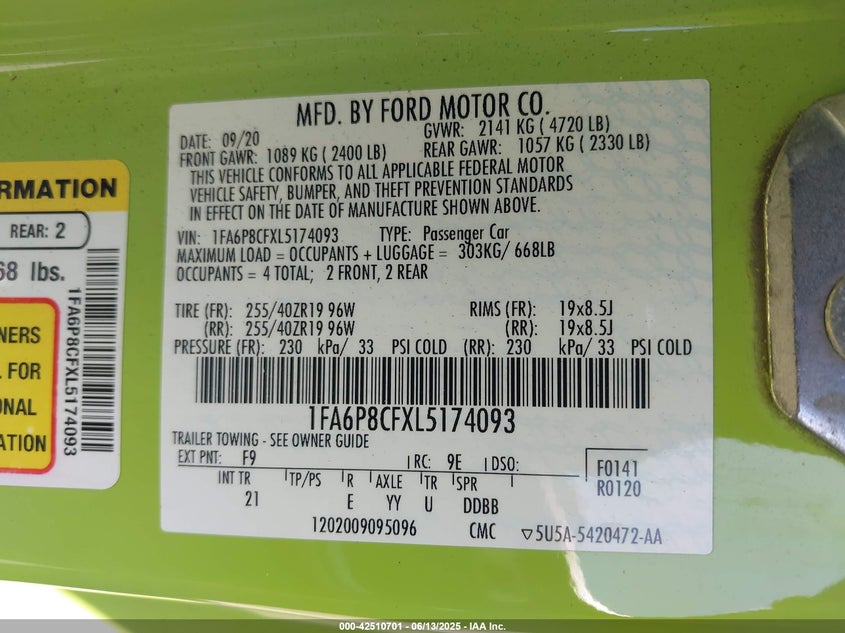 MFD. BY FORD MOTOR CO.
DATE: 09/20 GVWR: 2141 KG ( 4720 LB)
FRONT GAWR: 1089 KG ( 2400 LB) REAR GAWR: 1057 KG ( 2330 LB)
THIS VEHICLE CONFORMS TO ALL APPLICABLE FEDERAL MOTOR
VEHICLE SAFETY, BUMPER, AND THEFT PREVENTION STANDARDS
IN EFFECT ON THE DATE OF MANUFACTURE SHOWN ABOVE.
VIN: 1FA6P8CFXL5174093 TYPE: Passenger Car
MAXIMUM LOAD = OCCUPANTS + LUGGAGE = 303KG/ 668LB
OCCUPANTS = 4 TOTAL; 2 FRONT, 2 REAR
TIRE (FR): 255/40ZR19 96W RIMS (FR): 19x8.5J
(RR): 255/40ZR19 96W (RR): 19x8.5J
PRESSURE (FR): 230 kPa/ 33 PSI COLD (RR): 230 kPa/ 33 PSI COLD
1FA6P8CFXL5174093
TRAILER TOWING - SEE OWNER GUIDE
EXT PNT: F9 RC: 9E DSO: F0141
R0120
INT TR TP/PS R AXLE TR SPR
21 E YY U DDBB
1202009095096 CMC ▽5U5A-5420472-AA
RMATION
REAR: 2
68 lbs.
NERS
L FOR
ONAL
ATION
1FA6P8CFXL5174093
000-42510701 - 06/13/2025 - IAA Inc.